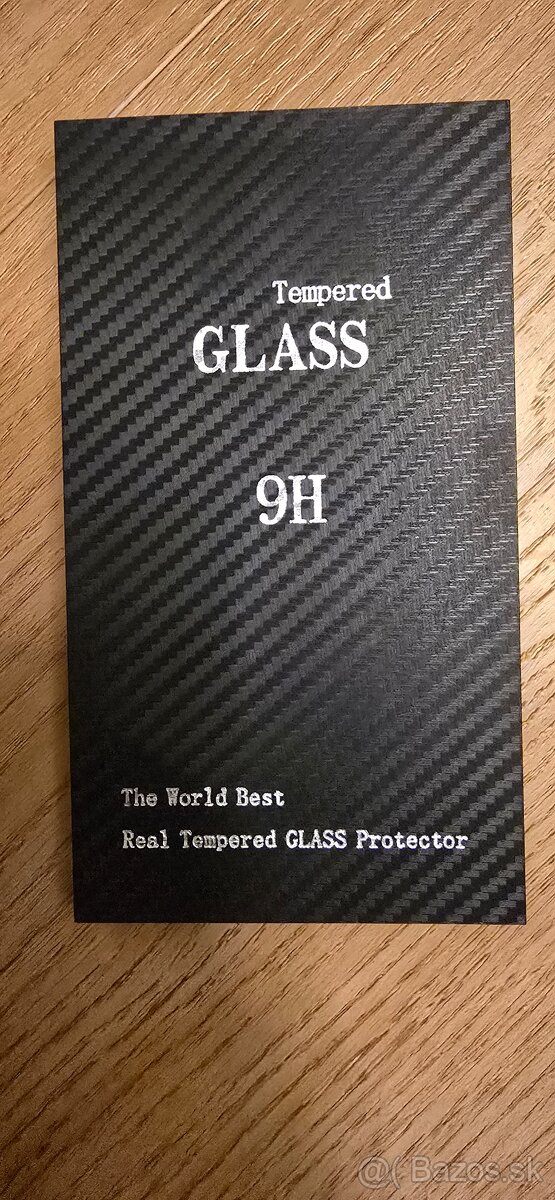 Tempered
GLASS
9H
The World Best
Real Tempered GLASS Protector
@( Bazos.sk